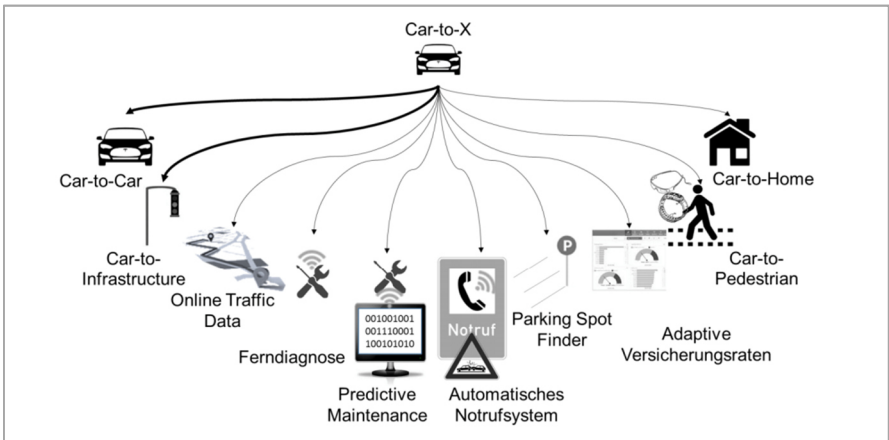 Car-to-X
Car-to-Car
Car-to-
Infrastructure
Online Traffic
Data
Ferndiagnose
001001001
001110001
100101010
Predictive
Maintenance
Notruf
Automatisches
Notrufsystem
P
Parking Spot
Finder
Adaptive
Versicherungsraten
Car-to-
Pedestrian
Car-to-Home